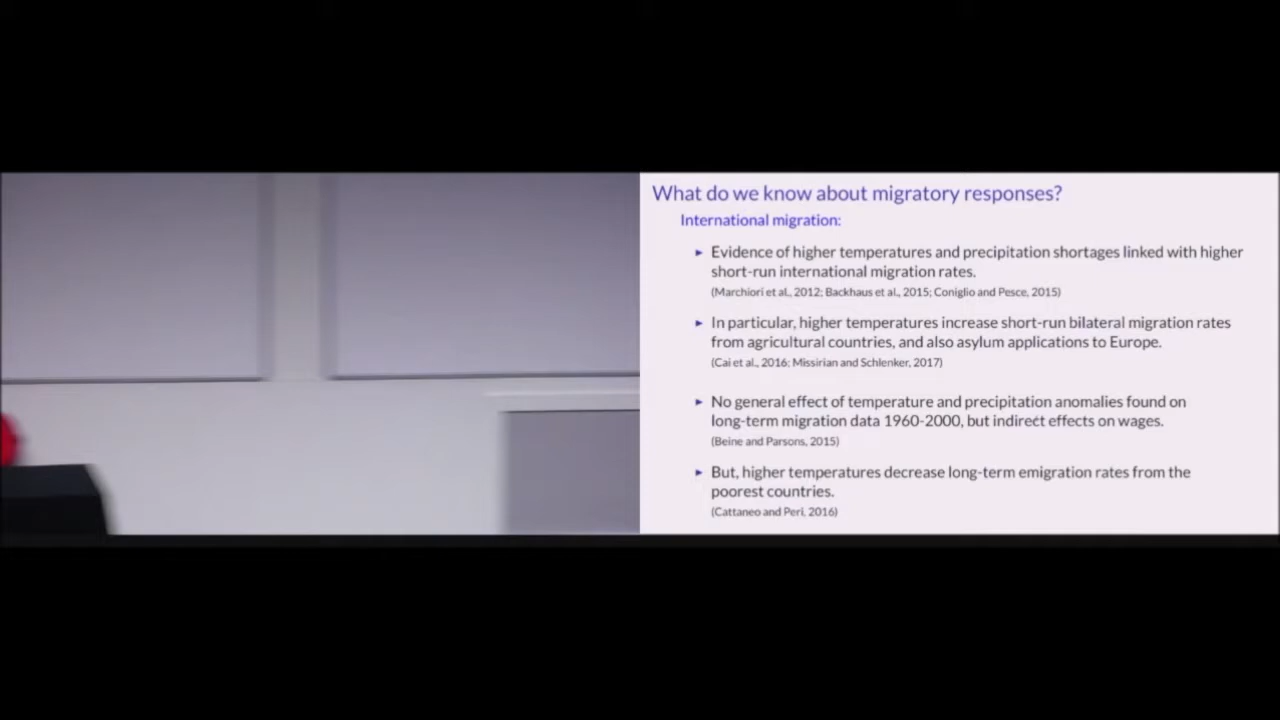 What do we know about migratory responses?
International migration:
► Evidence of higher temperatures and precipitation shortages linked with higher
short-run international migration rates.
(Marchiori et al., 2012; Backhaus et al., 2015; Coniglio and Pesce, 2015)
► In particular, higher temperatures increase short-run bilateral migration rates
from agricultural countries, and also asylum applications to Europe.
(Cai et al., 2016; Missirian and Schlenker, 2017)
► No general effect of temperature and precipitation anomalies found on
long-term migration data 1960-2000, but indirect effects on wages.
(Beine and Parsons, 2015)
► But, higher temperatures decrease long-term emigration rates from the
poorest countries.
(Cattaneo and Peri, 2016)